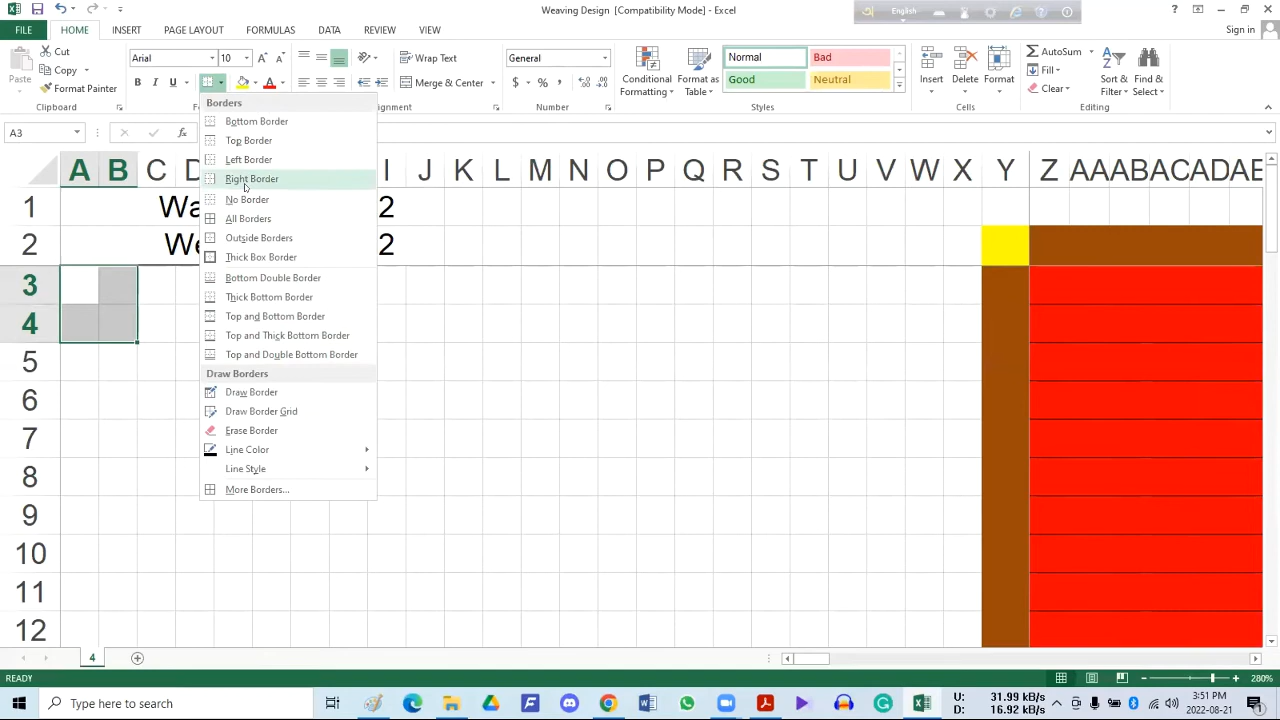 Weaving Design [Compatibility Mode] - Excel
English
FILE HOME INSERT PAGE LAYOUT FORMULAS DATA REVIEW VIEW
Sign in
Paste
Cut
Copy
Format Painter
Clipboard
Arial 10
B I U
Wrap Text
Merge & Center
General
$ % ,
Number
Conditional Formatting
Format as Table
Normal Bad
Good Neutral
Styles
Insert Delete Format
Cells
AutoSum
Fill
Clear
Sort & Filter
Find & Select
Editing
A3
fx
Borders
Bottom Border
Top Border
Left Border
Right Border
No Border
All Borders
Outside Borders
Thick Box Border
Bottom Double Border
Thick Bottom Border
Top and Bottom Border
Top and Thick Bottom Border
Top and Double Bottom Border
Draw Borders
Draw Border
Draw Border Grid
Erase Border
Line Color
Line Style
More Borders...
A B C I J K L M N O P Q R S T U V W X Y Z AA AB AC AD AE
1 2
2 2
3
4
5
6
7
8
9
10
11
12
4
READY
280%
Type here to search
U: 31.99 kB/s
D: 16.92 kB/s
3:51 PM
2022-08-21